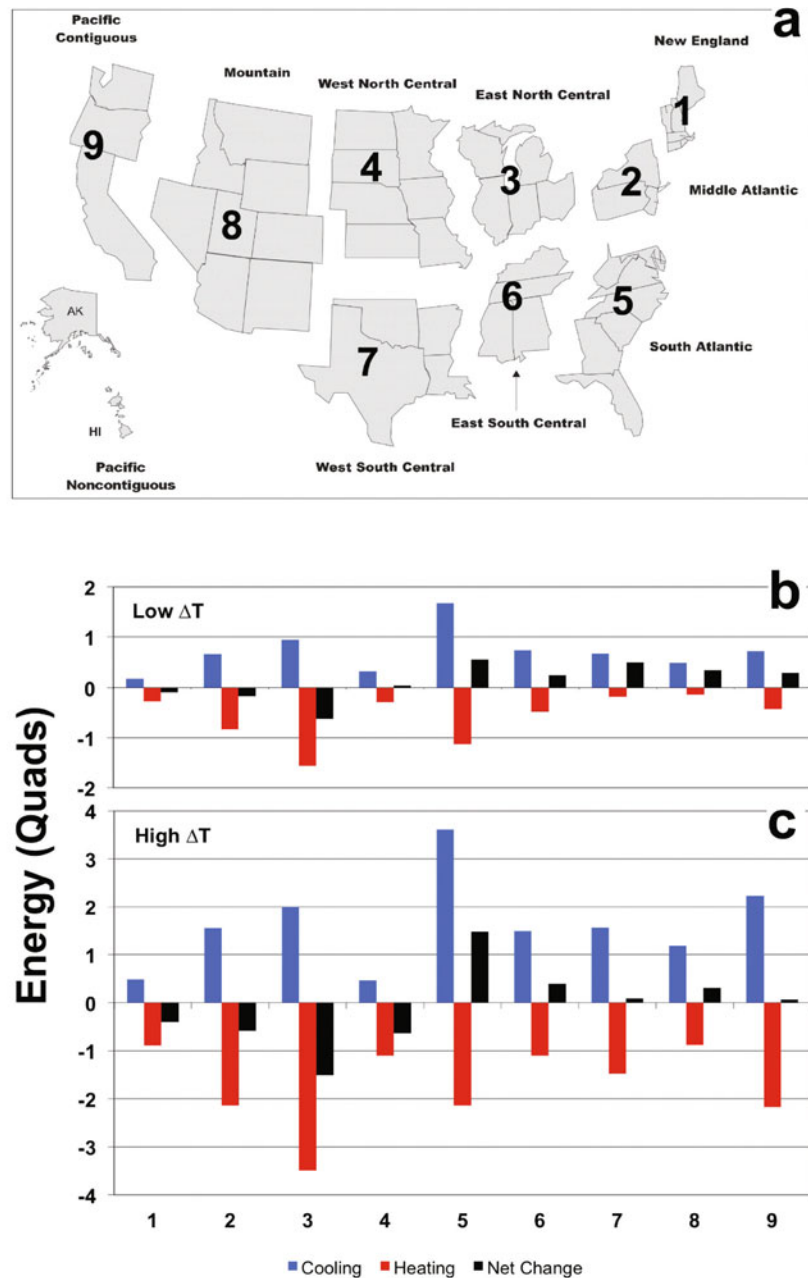 a
Pacific
Contiguous
Mountain
West North Central
East North Central
New England
1
9
4
3
2
Middle Atlantic
8
6
5
AK
7
South Atlantic
HI
East South Central
Pacific
Noncontiguous
West South Central
b
Low ΔT
2
1
0
-1
-2
c
High ΔT
4
3
2
1
0
-1
-2
-3
-4
Energy (Quads)
1 2 3 4 5 6 7 8 9
Cooling Heating Net Change